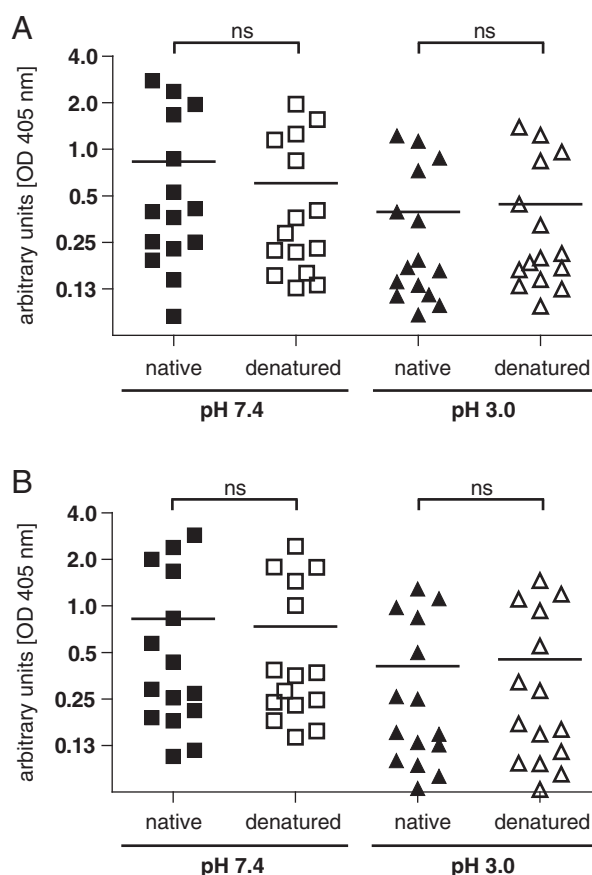 A
ns
ns
arbitrary units [OD 405 nm]
4.0
2.0
1.0
0.5
0.25
0.13
native
denatured
native
denatured
pH 7.4
pH 3.0
B
ns
ns
arbitrary units [OD 405 nm]
4.0
2.0
1.0
0.5
0.25
0.13
native
denatured
native
denatured
pH 7.4
pH 3.0